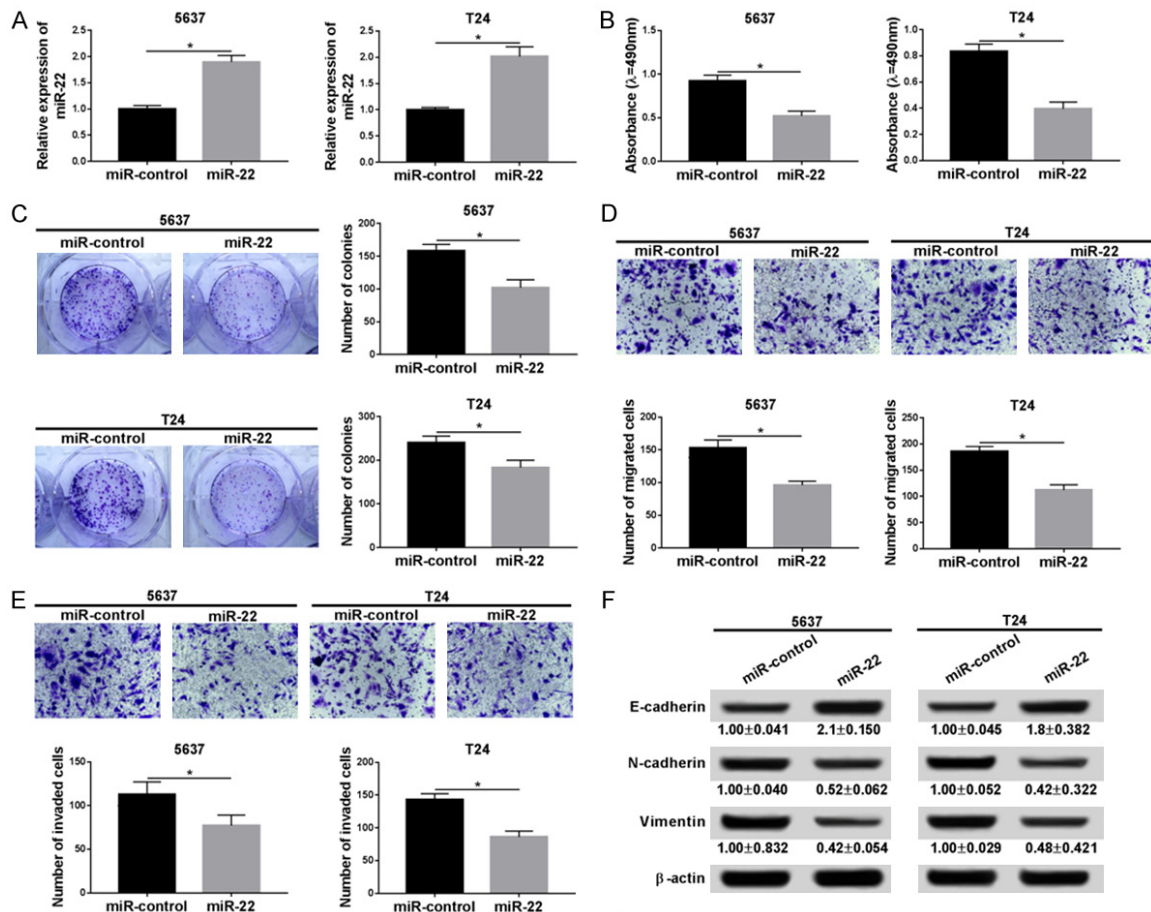 A
5637
Relative expression of
miR-22
2.5
2.0
1.5
1.0
0.5
0.0
*
miR-control miR-22
T24
Relative expression of
miR-22
2.5
2.0
1.5
1.0
0.5
0.0
*
miR-control miR-22
B
5637
Absorbance (λ=490nm)
1.5
1.0
0.5
0.0
*
miR-control miR-22
T24
Absorbance (λ=490nm)
1.0
0.8
0.6
0.4
0.2
0.0
*
miR-control miR-22
C
5637
miR-control miR-22
5637
Number of colonies
200
150
100
50
0
*
miR-control miR-22
T24
miR-control miR-22
T24
Number of colonies
300
200
100
0
*
miR-control miR-22
D
5637
miR-control miR-22
T24
miR-control miR-22
5637
Number of migrated cells
200
150
100
50
0
*
miR-control miR-22
T24
Number of migrated cells
250
200
150
100
50
0
*
miR-control miR-22
E
5637
miR-control miR-22
T24
miR-control miR-22
5637
Number of invaded cells
150
100
50
0
*
miR-control miR-22
T24
Number of invaded cells
200
150
100
50
0
*
miR-control miR-22
F
5637 T24
miR-control miR-22 miR-control miR-22
E-cadherin
1.00±0.041 2.1±0.150 1.00±0.045 1.8±0.382
N-cadherin
1.00±0.040 0.52±0.062 1.00±0.052 0.42±0.322
Vimentin
1.00±0.832 0.42±0.054 1.00±0.029 0.48±0.421
β-actin